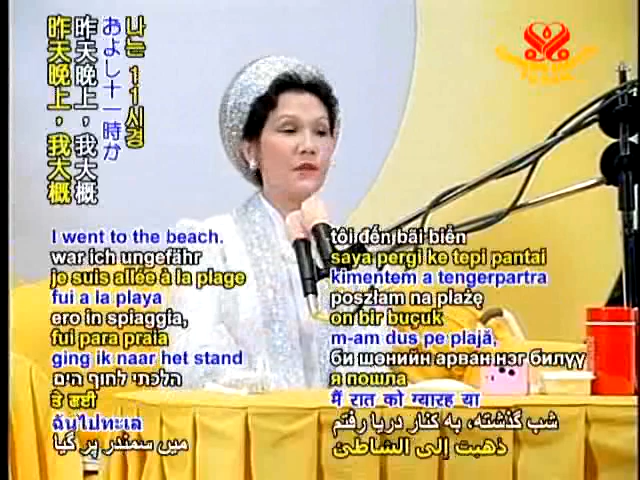 나는 11시경
おより十一時か
昨天晚上，我大概
昨天晚上，我大概
I went to the beach.
war ich ungefähr
je suis allée à la plage
fui a la playa
ero in spiaggia,
fui para praia
ging ik naar het stand
הלכתי לחוף הים
ฉันไปทะเล
میں سمندر پر گیا
tôi đến bãi biển
saya pergi ke tepi pantai
kimentem a tengerpartra
poszłam na plażę
on bir buçuk
m-am dus pe plajă,
би шөнийн арван нэг билүү
я пошла
मैं रात को ग्यारह या
شب گذشته، به کنار دریا رفتم
ذهبت إلى الشاطئ